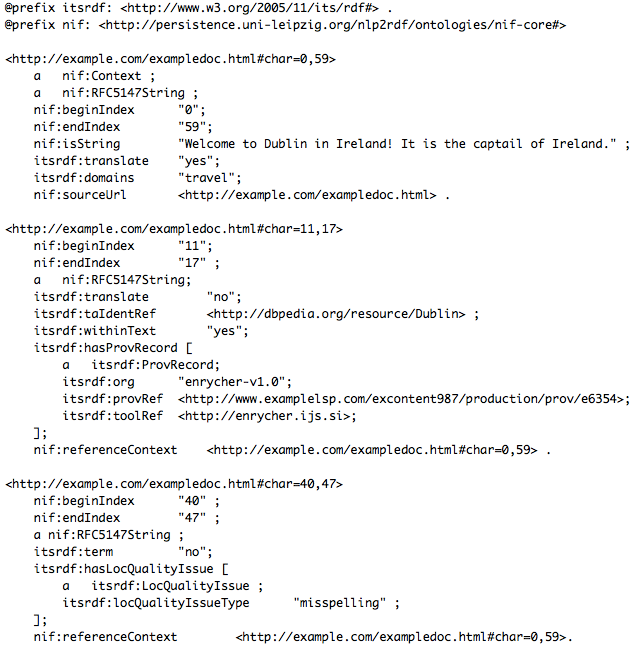 @prefix itsrdf: <http://www.w3.org/2005/11/its/rdf#> .
@prefix nif: <http://persistence.uni-leipzig.org/nlp2rdf/ontologies/nif-core#>
<http://example.com/exampledoc.html#char=0,59>
a nif:Context ;
a nif:RFC5147String ;
nif:beginIndex "0";
nif:endIndex "59";
nif:isString "Welcome to Dublin in Ireland! It is the captail of Ireland." ;
itsrdf:translate "yes";
itsrdf:domains "travel";
nif:sourceUrl <http://example.com/exampledoc.html> .
<http://example.com/exampledoc.html#char=11,17>
nif:beginIndex "11";
nif:endIndex "17" ;
a nif:RFC5147String;
itsrdf:translate "no";
itsrdf:taIdentRef <http://dbpedia.org/resource/Dublin> ;
itsrdf:withinText "yes";
itsrdf:hasProvRecord [
a itsrdf:ProvRecord;
itsrdf:org "enrycher-v1.0";
itsrdf:provRef <http://www.examplelsp.com/excontent987/production/prov/e6354>;
itsrdf:toolRef <http://enrycher.ijs.si>;
];
nif:referenceContext <http://example.com/exampledoc.html#char=0,59> .
<http://example.com/exampledoc.html#char=40,47>
nif:beginIndex "40" ;
nif:endIndex "47" ;
a nif:RFC5147String ;
itsrdf:term "no";
itsrdf:hasLocQualityIssue [
a itsrdf:LocQualityIssue ;
itsrdf:locQualityIssueType "misspelling" ;
];
nif:referenceContext <http://example.com/exampledoc.html#char=0,59>.